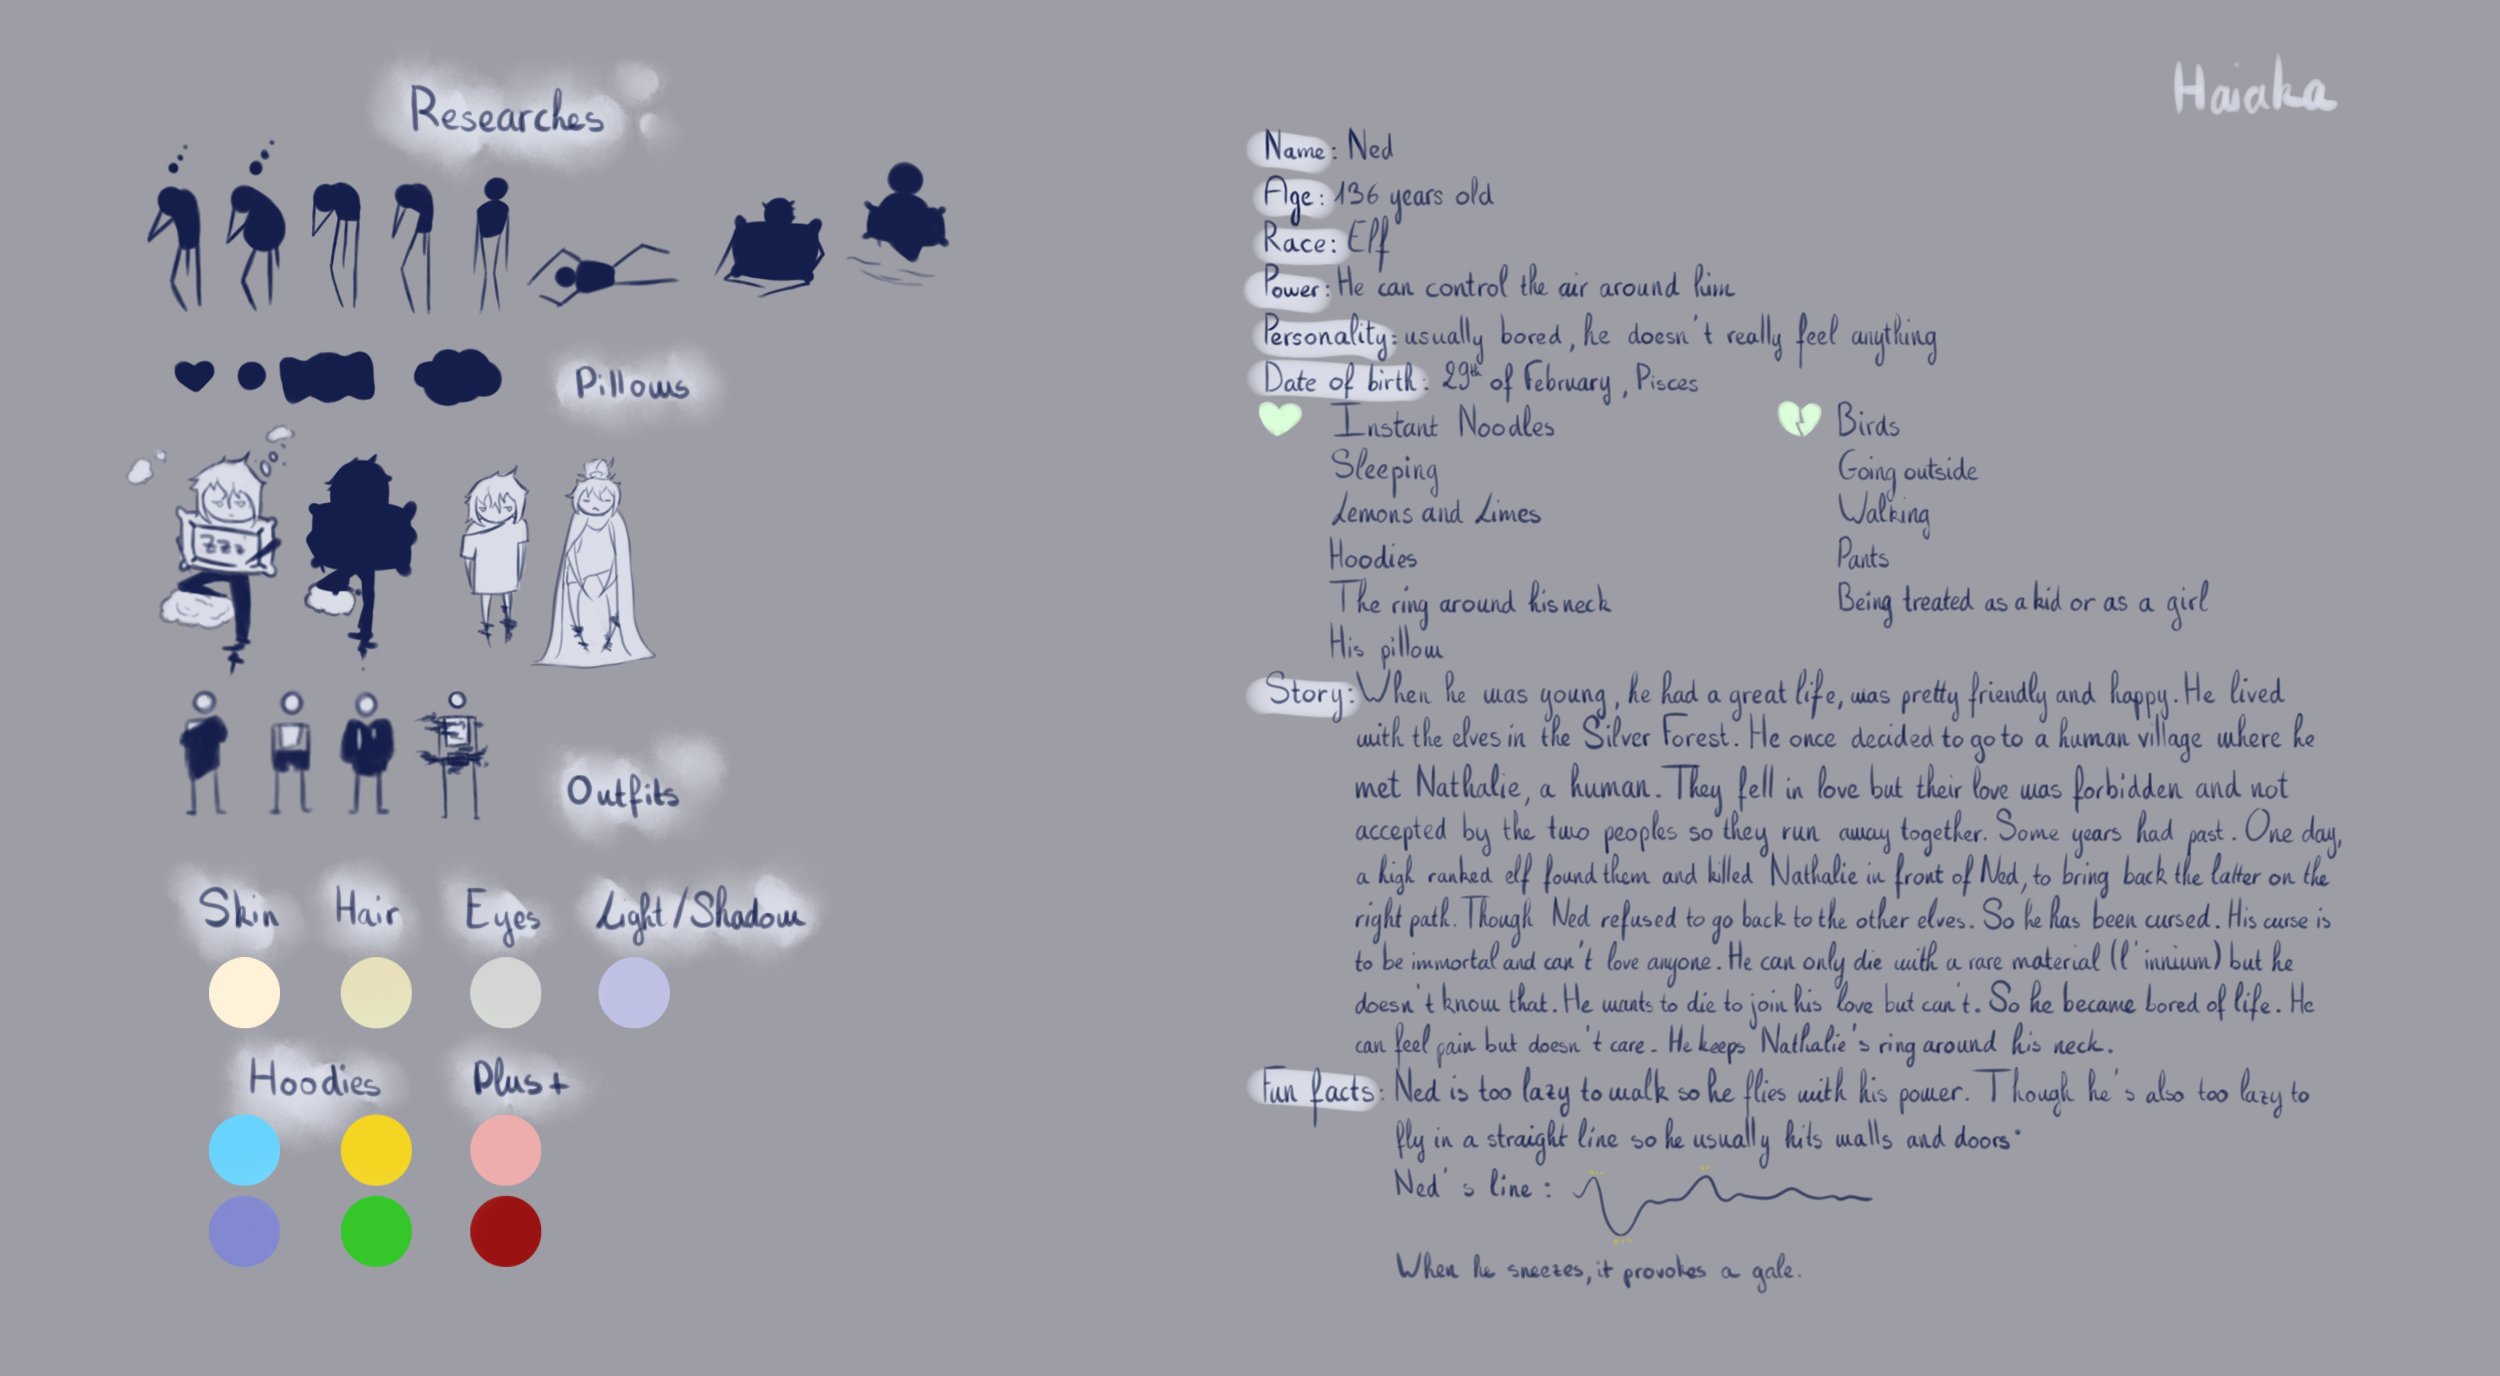 Researches
Pillows
Zzz
Outfits
Skin Hair Eyes Light/Shadow
Hoodies Plus+
Haiaka
Name: Ned
Age: 136 years old
Race: Elf
Power: He can control the air around him
Personality: usually bored, he doesn't really feel anything
Date of birth: 29th of February, Pisces
Instant Noodles
Sleeping
Lemons and Limes
Hoodies
The ring around his neck
His pillow
Birds
Going outside
Walking
Pants
Being treated as a kid or as a girl
Story: When he was young, he had a great life, was pretty friendly and happy. He lived
with the elves in the Silver Forest. He once decided to go to a human village where he
met Nathalie, a human. They fell in love but their love was forbidden and not
accepted by the two peoples so they run away together. Some years had past. One day,
a high ranked elf found them and killed Nathalie in front of Ned, to bring back the latter on the
right path. Though Ned refused to go back to the other elves. So he has been cursed. His curse is
to be immortal and can't love anyone. He can only die with a rare material (l'innium) but he
doesn't know that. He wants to die to join his love but can't. So he became bored of life. He
can feel pain but doesn't care. He keeps Nathalie's ring around his neck.
Fun facts: Ned is too lazy to walk so he flies with his power. Though he's also too lazy to
fly in a straight line so he usually hits walls and doors.
Ned's line:
When he sneezes, it provokes a gale.